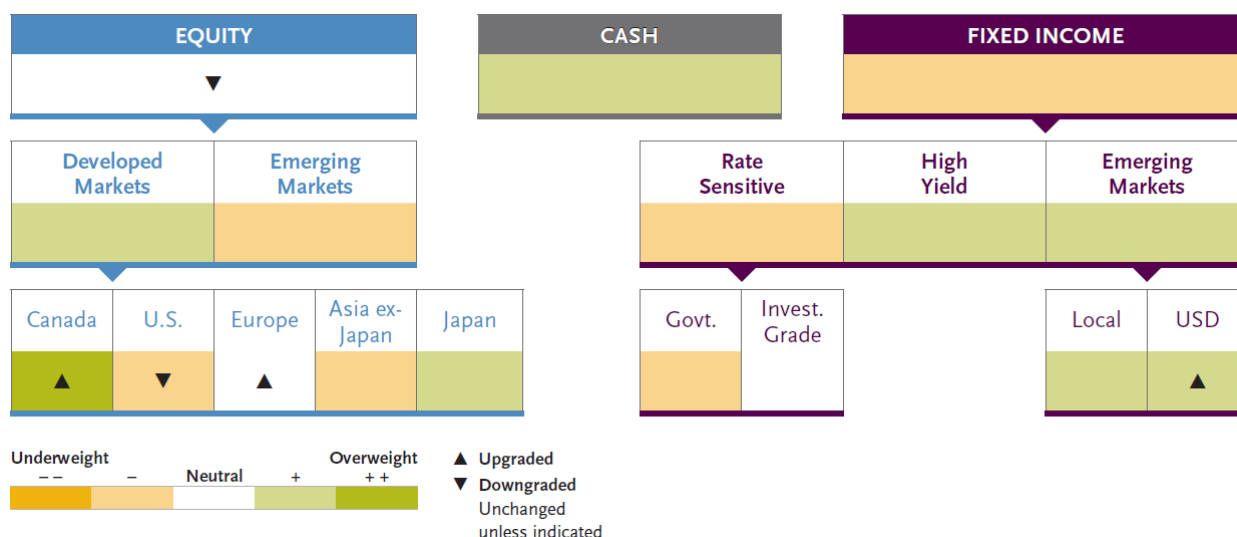 EQUITY
▼
CASH
FIXED INCOME
Developed
Markets
Emerging
Markets
Rate
Sensitive
High
Yield
Emerging
Markets
Canada
▲
U.S.
▼
Europe
▲
Asia ex-
Japan
Japan
Govt.
Invest.
Grade
Local
USD
▲
Underweight
Overweight
– –
–
Neutral
+
+ +
▲ Upgraded
▼ Downgraded
Unchanged
unless indicated